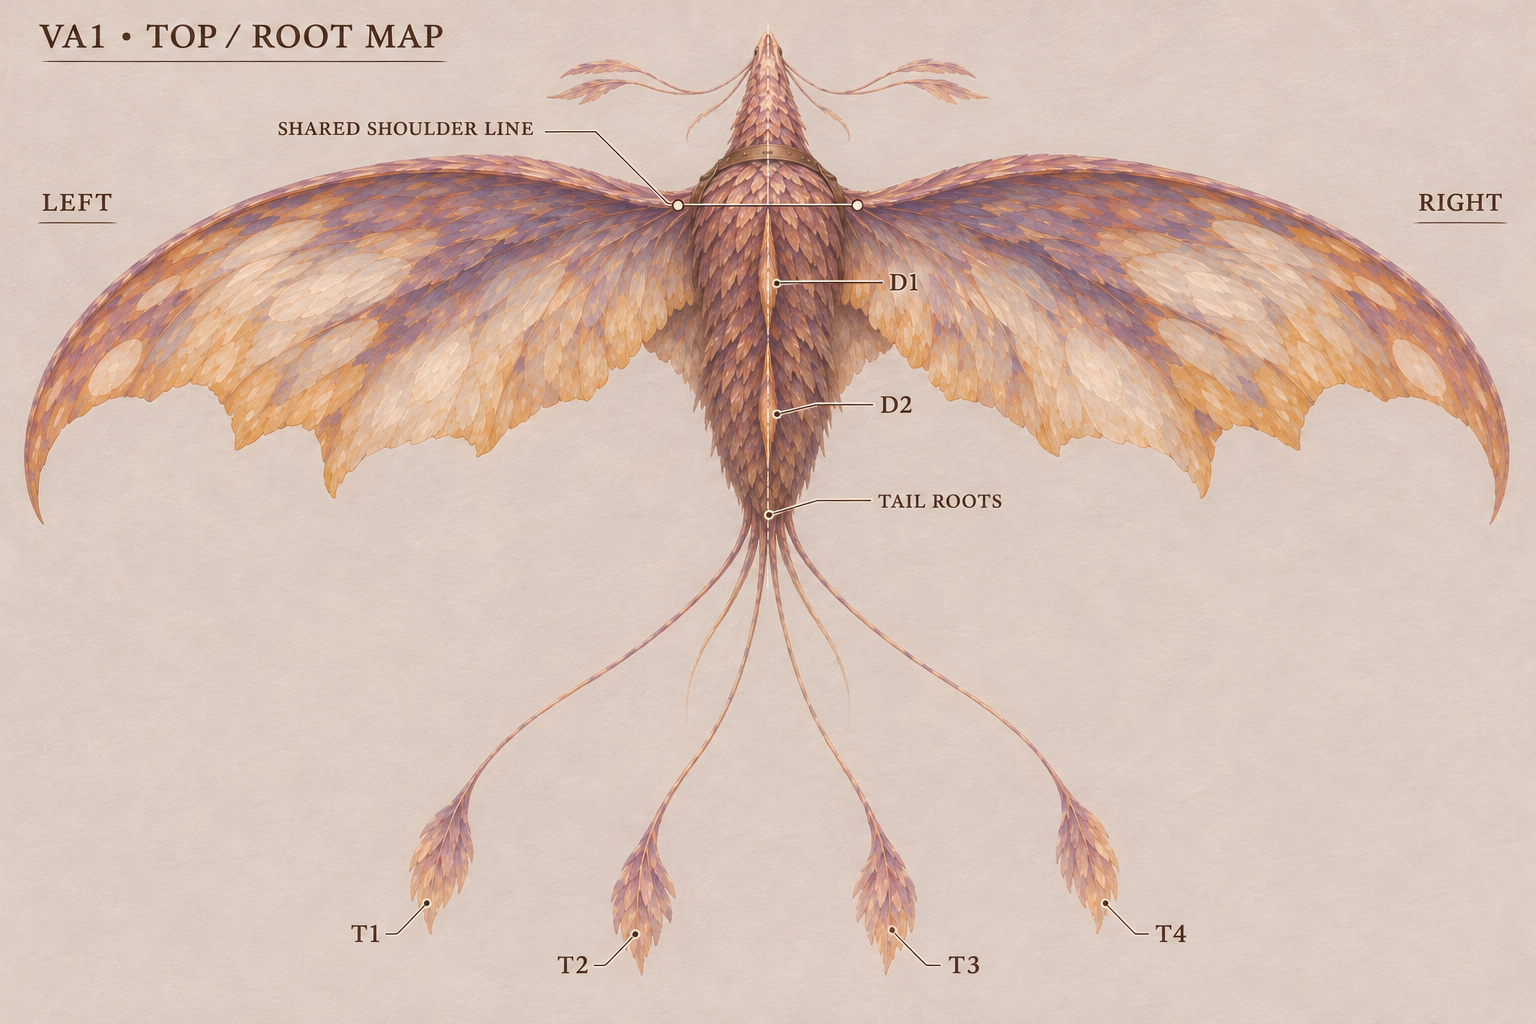 VA1 • TOP / ROOT MAP
SHARED SHOULDER LINE
LEFT
RIGHT
D1
D2
TAIL ROOTS
T1
T2
T3
T4